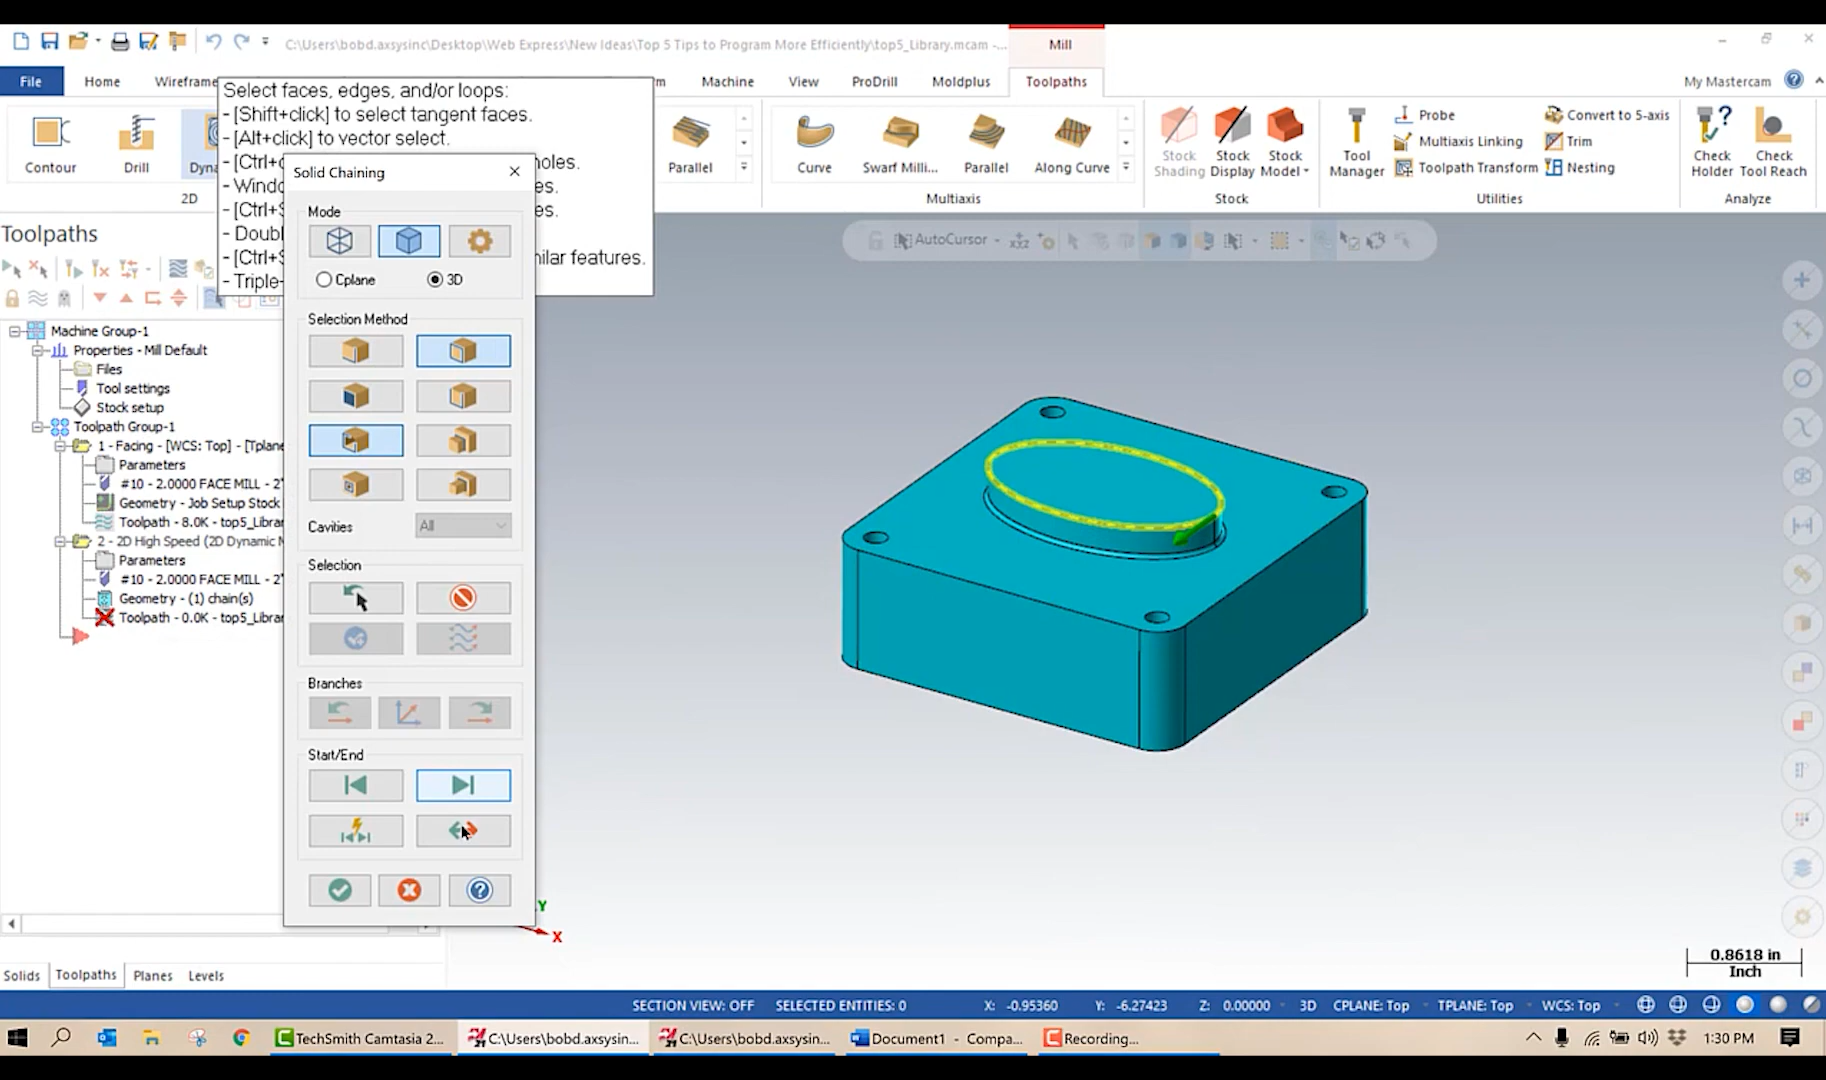 C:\Users\bobd.axsysinc\Desktop\Web Express\New Ideas\Top 5 Tips to Program More Efficiently\top5_Library.mcam -...
Mill
File
Home
Wireframe
Machine
View
ProDrill
Moldplus
Toolpaths
My Mastercam
Select faces, edges, and/or loops:
- [Shift+click] to select tangent faces.
- [Alt+click] to vector select.
holes.
- Windo
es.
- [Ctrl+S
es.
- Doubl
- [Ctrl+S
nilar features.
- Triple-
Contour
Drill
Dyna
2D
Parallel
Curve
Swarf Milli...
Parallel
Along Curve
Multiaxis
Stock Shading
Stock Display
Stock Model
Stock
Tool Manager
Probe
Multiaxis Linking
Toolpath Transform
Convert to 5-axis
Trim
Nesting
Utilities
Check Holder
Check Tool Reach
Analyze
AutoCursor
xyz
Toolpaths
Machine Group-1
Properties - Mill Default
Files
Tool settings
Stock setup
Toolpath Group-1
1 - Facing - [WCS: Top] - [Tplane
Parameters
#10 - 2.0000 FACE MILL - 2"
Geometry - Job Setup Stock
Toolpath - 8.0K - top5_Librar
2 - 2D High Speed (2D Dynamic M
Parameters
#10 - 2.0000 FACE MILL - 2"
Geometry - (1) chain(s)
Toolpath - 0.0K - top5_Librar
Solid Chaining
Mode
Cplane
3D
Selection Method
Cavities
All
Selection
Branches
Start/End
Y
X
0.8618 in
Inch
Solids
Toolpaths
Planes
Levels
SECTION VIEW: OFF
SELECTED ENTITIES: 0
X: -0.95360
Y: -6.27423
Z: 0.00000
3D
CPLANE: Top
TPLANE: Top
WCS: Top
TechSmith Camtasia 2...
C:\Users\bobd.axsysin...
C:\Users\bobd.axsysin...
Document1 - Compa...
Recording...
1:30 PM